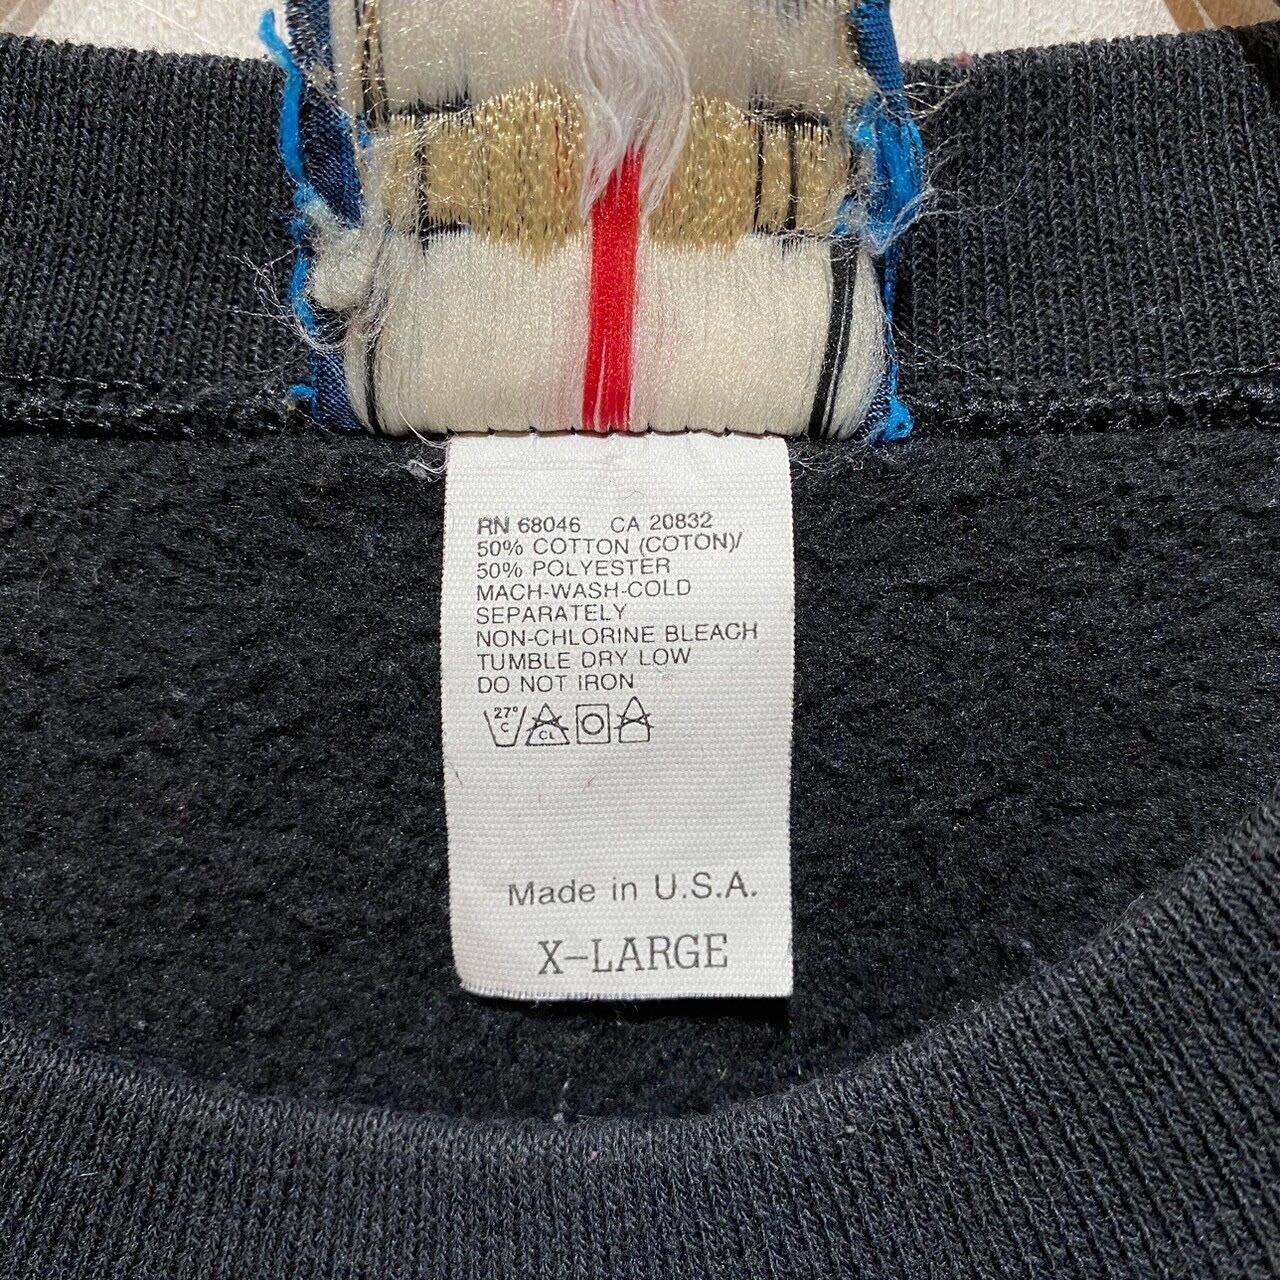 RN 68046 CA 20832
50% COTTON (COTON)/
50% POLYESTER
MACH-WASH-COLD
SEPARATELY
NON-CHLORINE BLEACH
TUMBLE DRY LOW
DO NOT IRON
27°
C
CL
Made in U.S.A.
X-LARGE